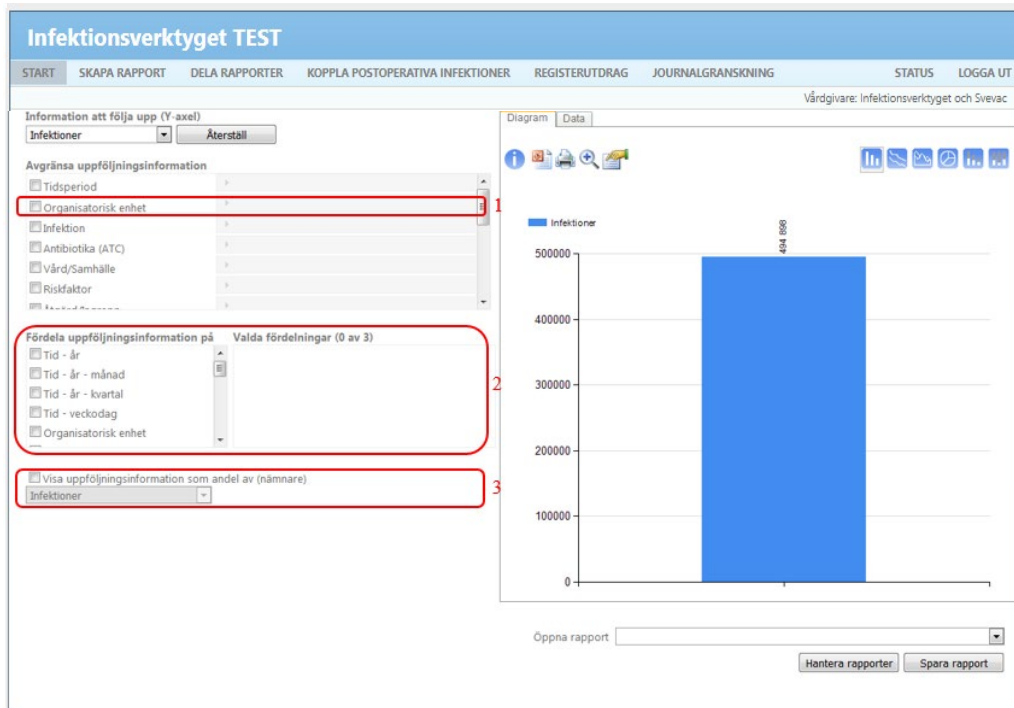 Infektionsverktyget TEST
START SKAPA RAPPORT DELA RAPPORTER KOPPLA POSTOPERATIVA INFEKTIONER REGISTERUTDRAG JOURNALGRANSKNING STATUS LOGGA UT
Vårdgivare: Infektionsverktyget och Svevac
Information att följa upp (Y-axel)
Infektioner Återställ
Avgränsa uppföljningsinformation
Tidsperiod
Organisatorisk enhet
1
Infektion
Antibiotika (ATC)
Vård/Samhälle
Riskfaktor
Fördela uppföljningsinformation på Valda fördelningar (0 av 3)
Tid - år
Tid - år - månad
Tid - år - kvartal
Tid - veckodag
Organisatorisk enhet
2
Visa uppföljningsinformation som andel av (nämnare)
Infektioner
3
Diagram Data
Infektioner
494 898
500000
400000
300000
200000
100000
0
Öppna rapport
Hantera rapporter Spara rapport